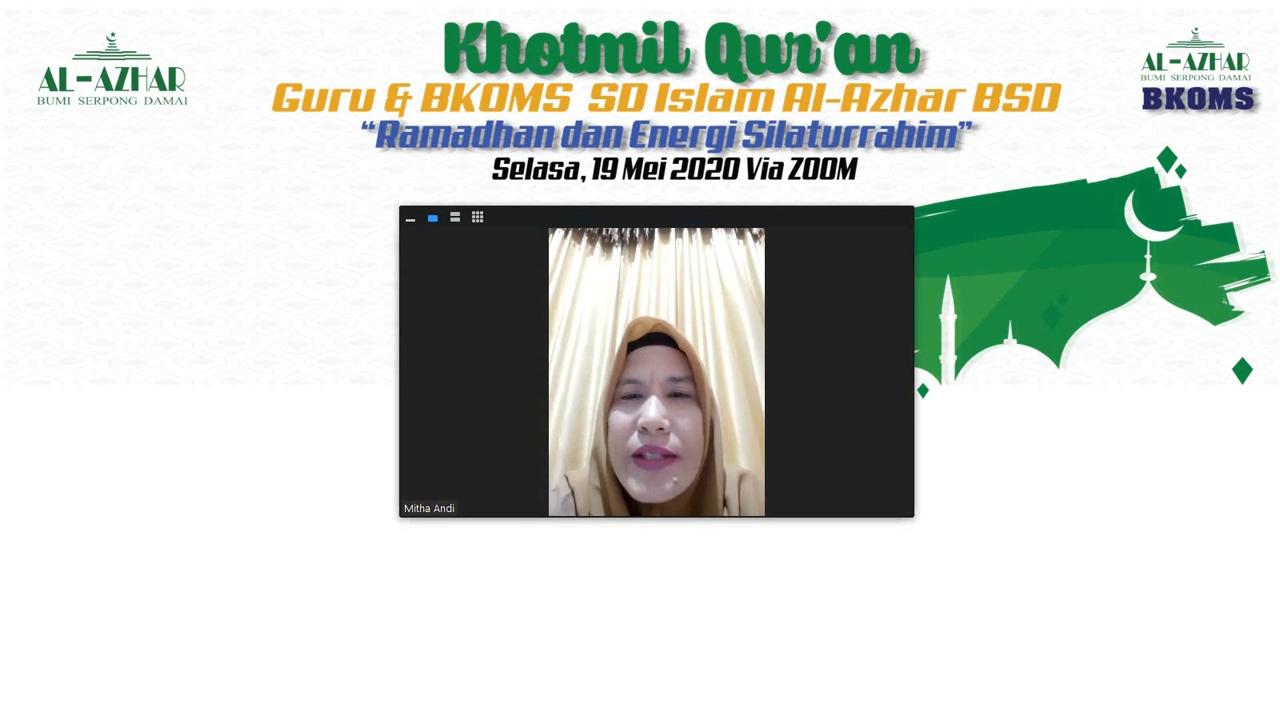 AL-AZHAR
BUMI SERPONG DAMAI
Khotmil Qur'an
Guru & BKOMS SD Islam Al-Azhar BSD
"Ramadhan dan Energi Silaturrahim"
Selasa, 19 Mei 2020 Via ZOOM
AL-AZHAR
BUMI SERPONG DAMAI
BKOMS
Mitha Andi